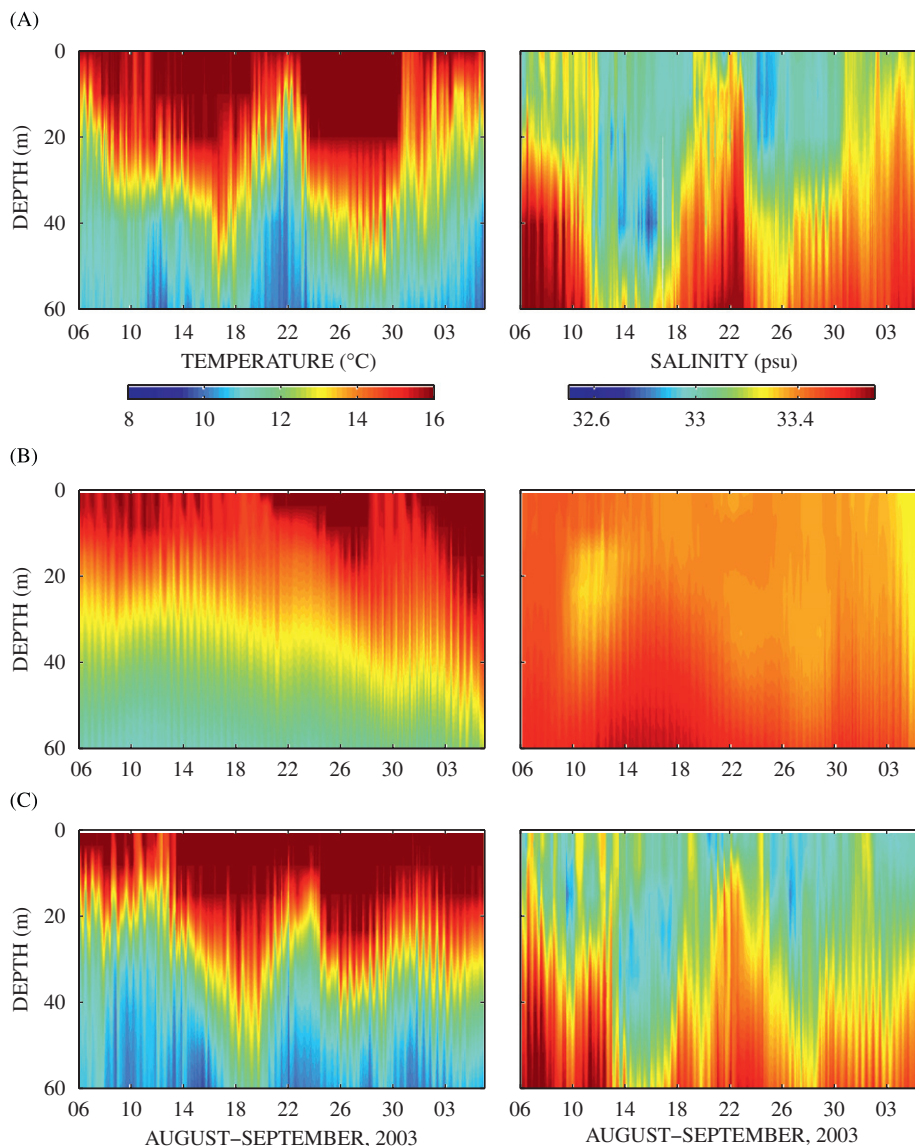 (A)
0
20
40
60
DEPTH (m)
06 10 14 18 22 26 30 03
06 10 14 18 22 26 30 03
TEMPERATURE (°C)
SALINITY (psu)
8 10 12 14 16
32.6 33 33.4
(B)
0
20
40
60
DEPTH (m)
06 10 14 18 22 26 30 03
06 10 14 18 22 26 30 03
(C)
0
20
40
60
DEPTH (m)
06 10 14 18 22 26 30 03
06 10 14 18 22 26 30 03
AUGUST–SEPTEMBER, 2003
AUGUST–SEPTEMBER, 2003